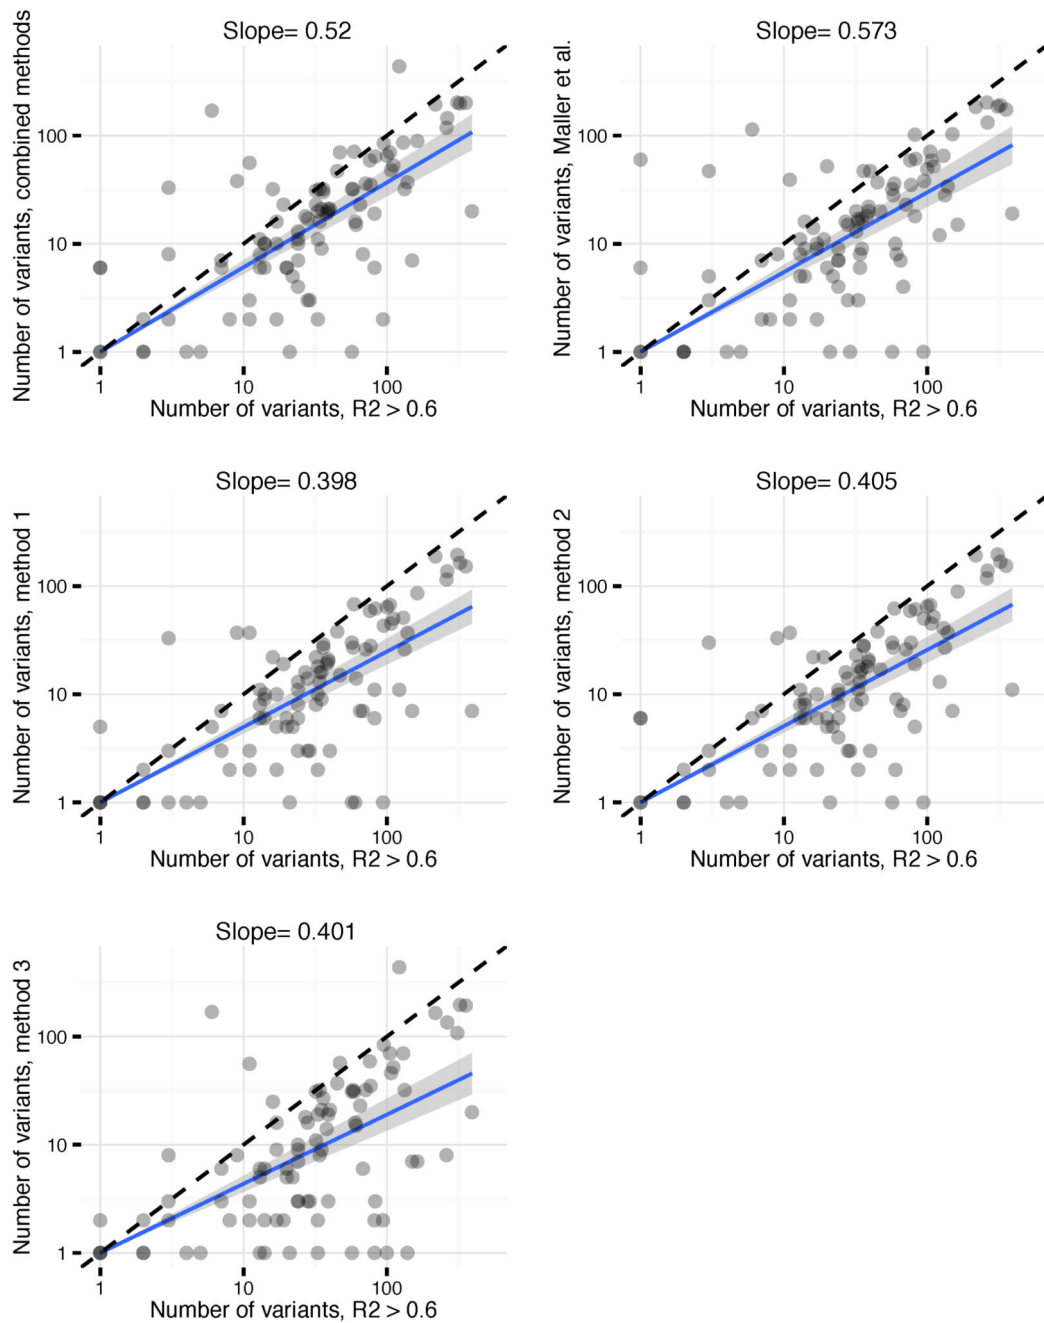 Slope= 0.52
Number of variants, combined methods
100
10
1
1
10
100
Number of variants, R2 > 0.6
Slope= 0.573
Number of variants, Maller et al.
100
10
1
1
10
100
Number of variants, R2 > 0.6
Slope= 0.398
Number of variants, method 1
100
10
1
1
10
100
Number of variants, R2 > 0.6
Slope= 0.405
Number of variants, method 2
100
10
1
1
10
100
Number of variants, R2 > 0.6
Slope= 0.401
Number of variants, method 3
100
10
1
1
10
100
Number of variants, R2 > 0.6